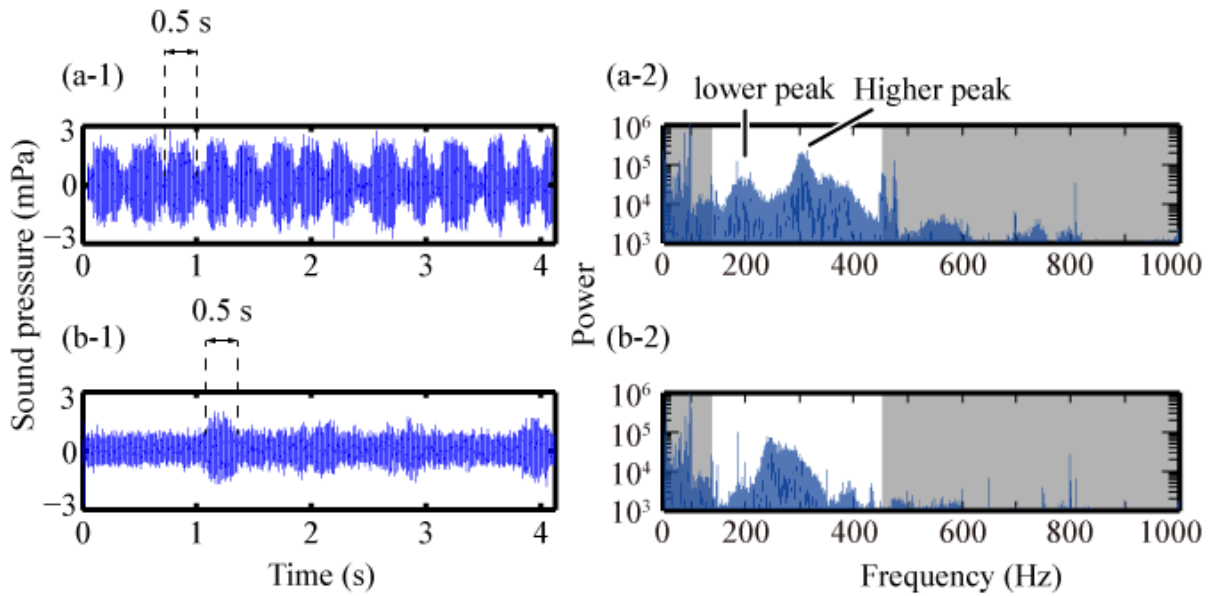 0.5 s
(a-1)
(a-2)
lower peak
Higher peak
Sound pressure (mPa)
3
0
−3
0 1 2 3 4
10⁶
10⁵
10⁴
10³
0 200 400 600 800 1000
Power
0.5 s
(b-1)
(b-2)
3
0
−3
0 1 2 3 4
Time (s)
10⁶
10⁵
10⁴
10³
0 200 400 600 800 1000
Frequency (Hz)